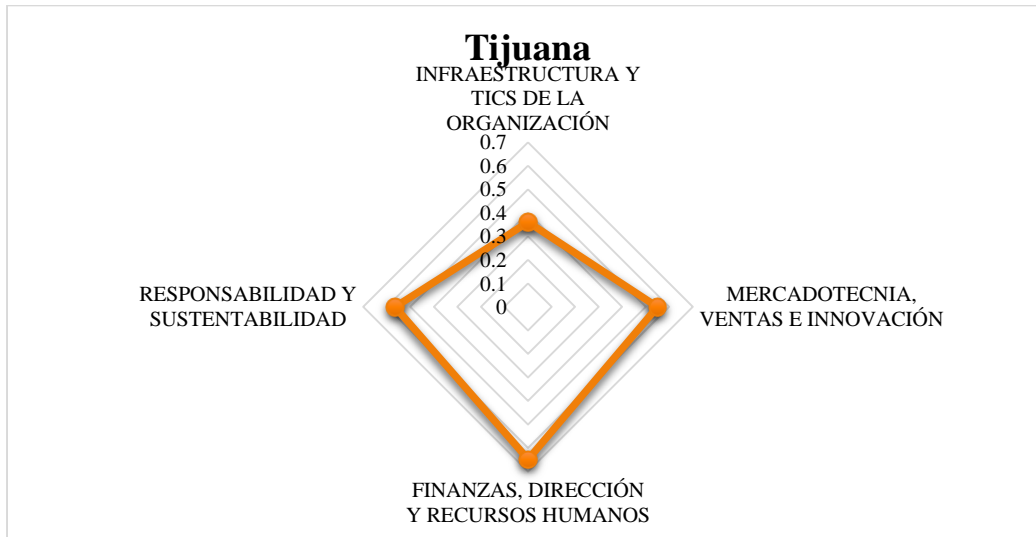 Tijuana
INFRAESTRUCTURA Y
TICS DE LA
ORGANIZACIÓN
0.7
0.6
0.5
0.4
0.3
0.2
0.1
0
RESPONSABILIDAD Y
SUSTENTABILIDAD
MERCADOTECNIA,
VENTAS E INNOVACIÓN
FINANZAS, DIRECCIÓN
Y RECURSOS HUMANOS